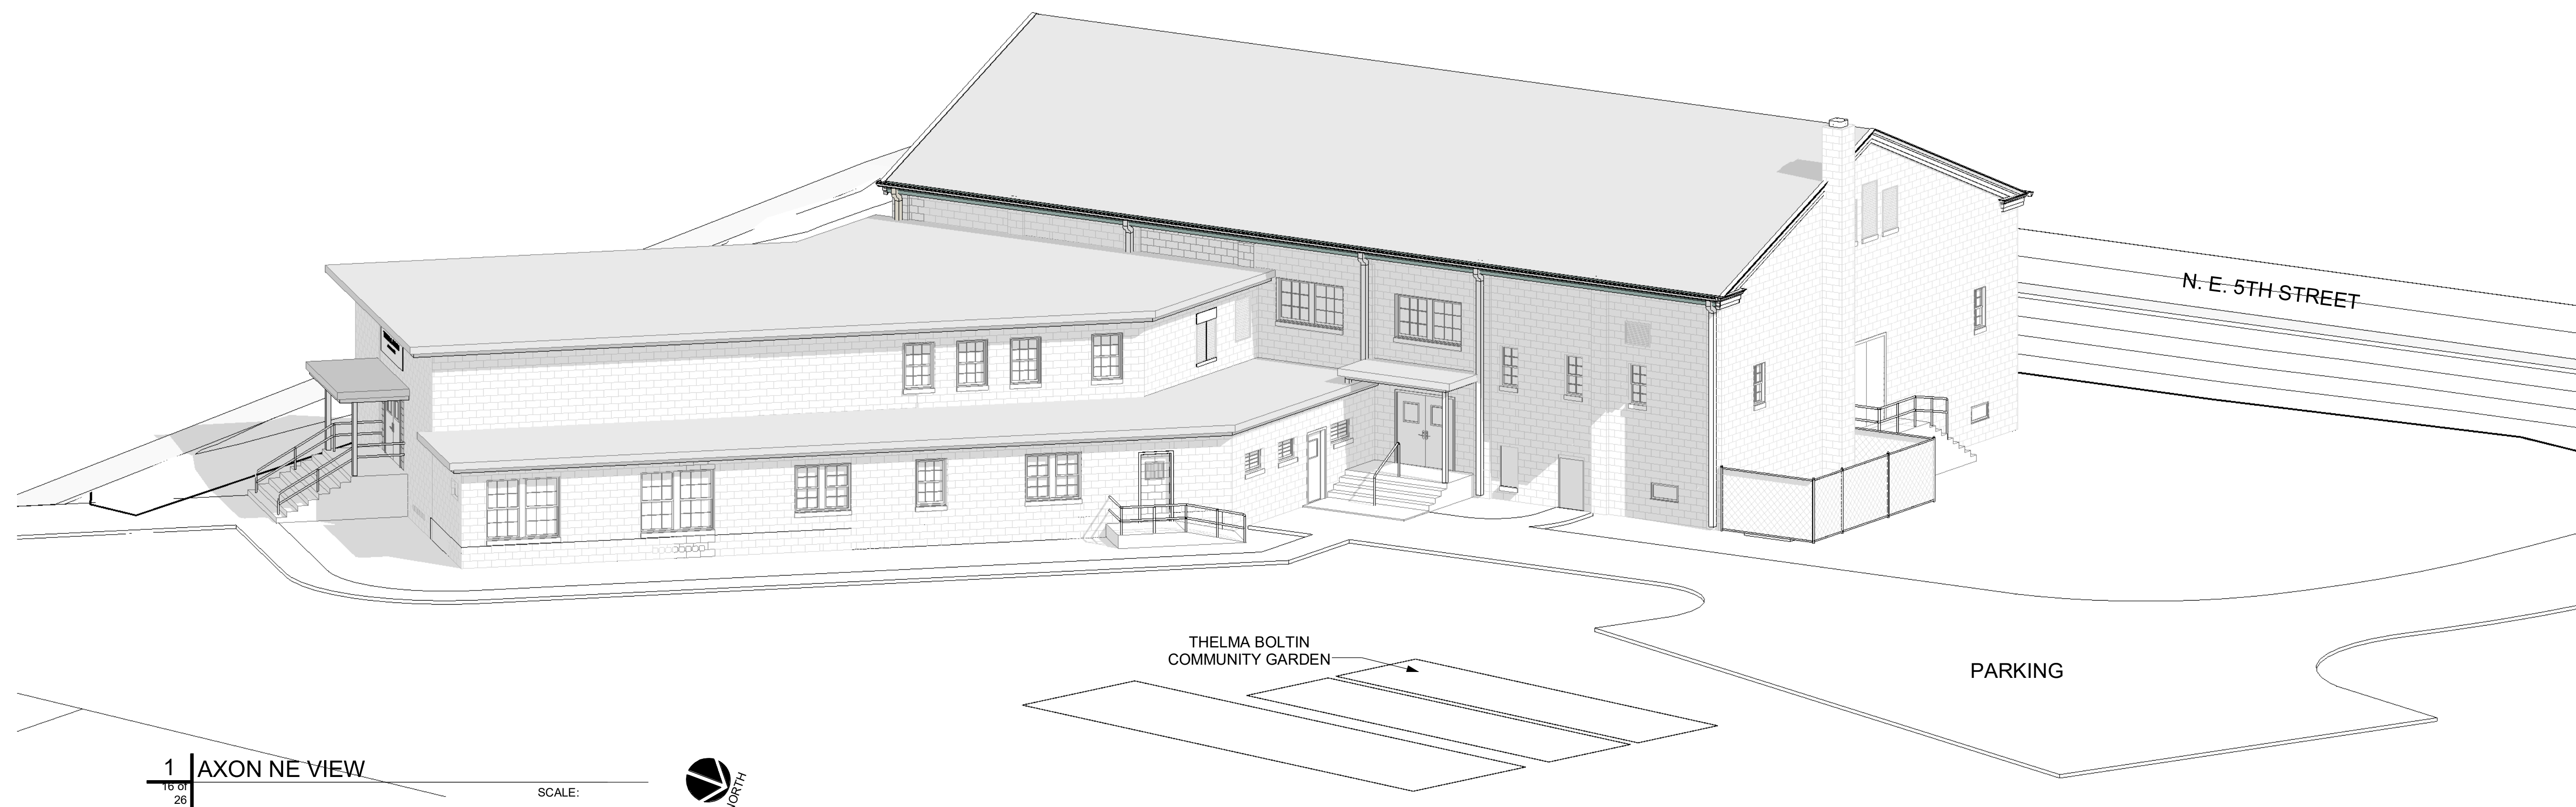 N. E. 5TH STREET
THELMA BOLTIN
COMMUNITY GARDEN
PARKING
1
AXON NE VIEW
16 of
26
SCALE:
NORTH